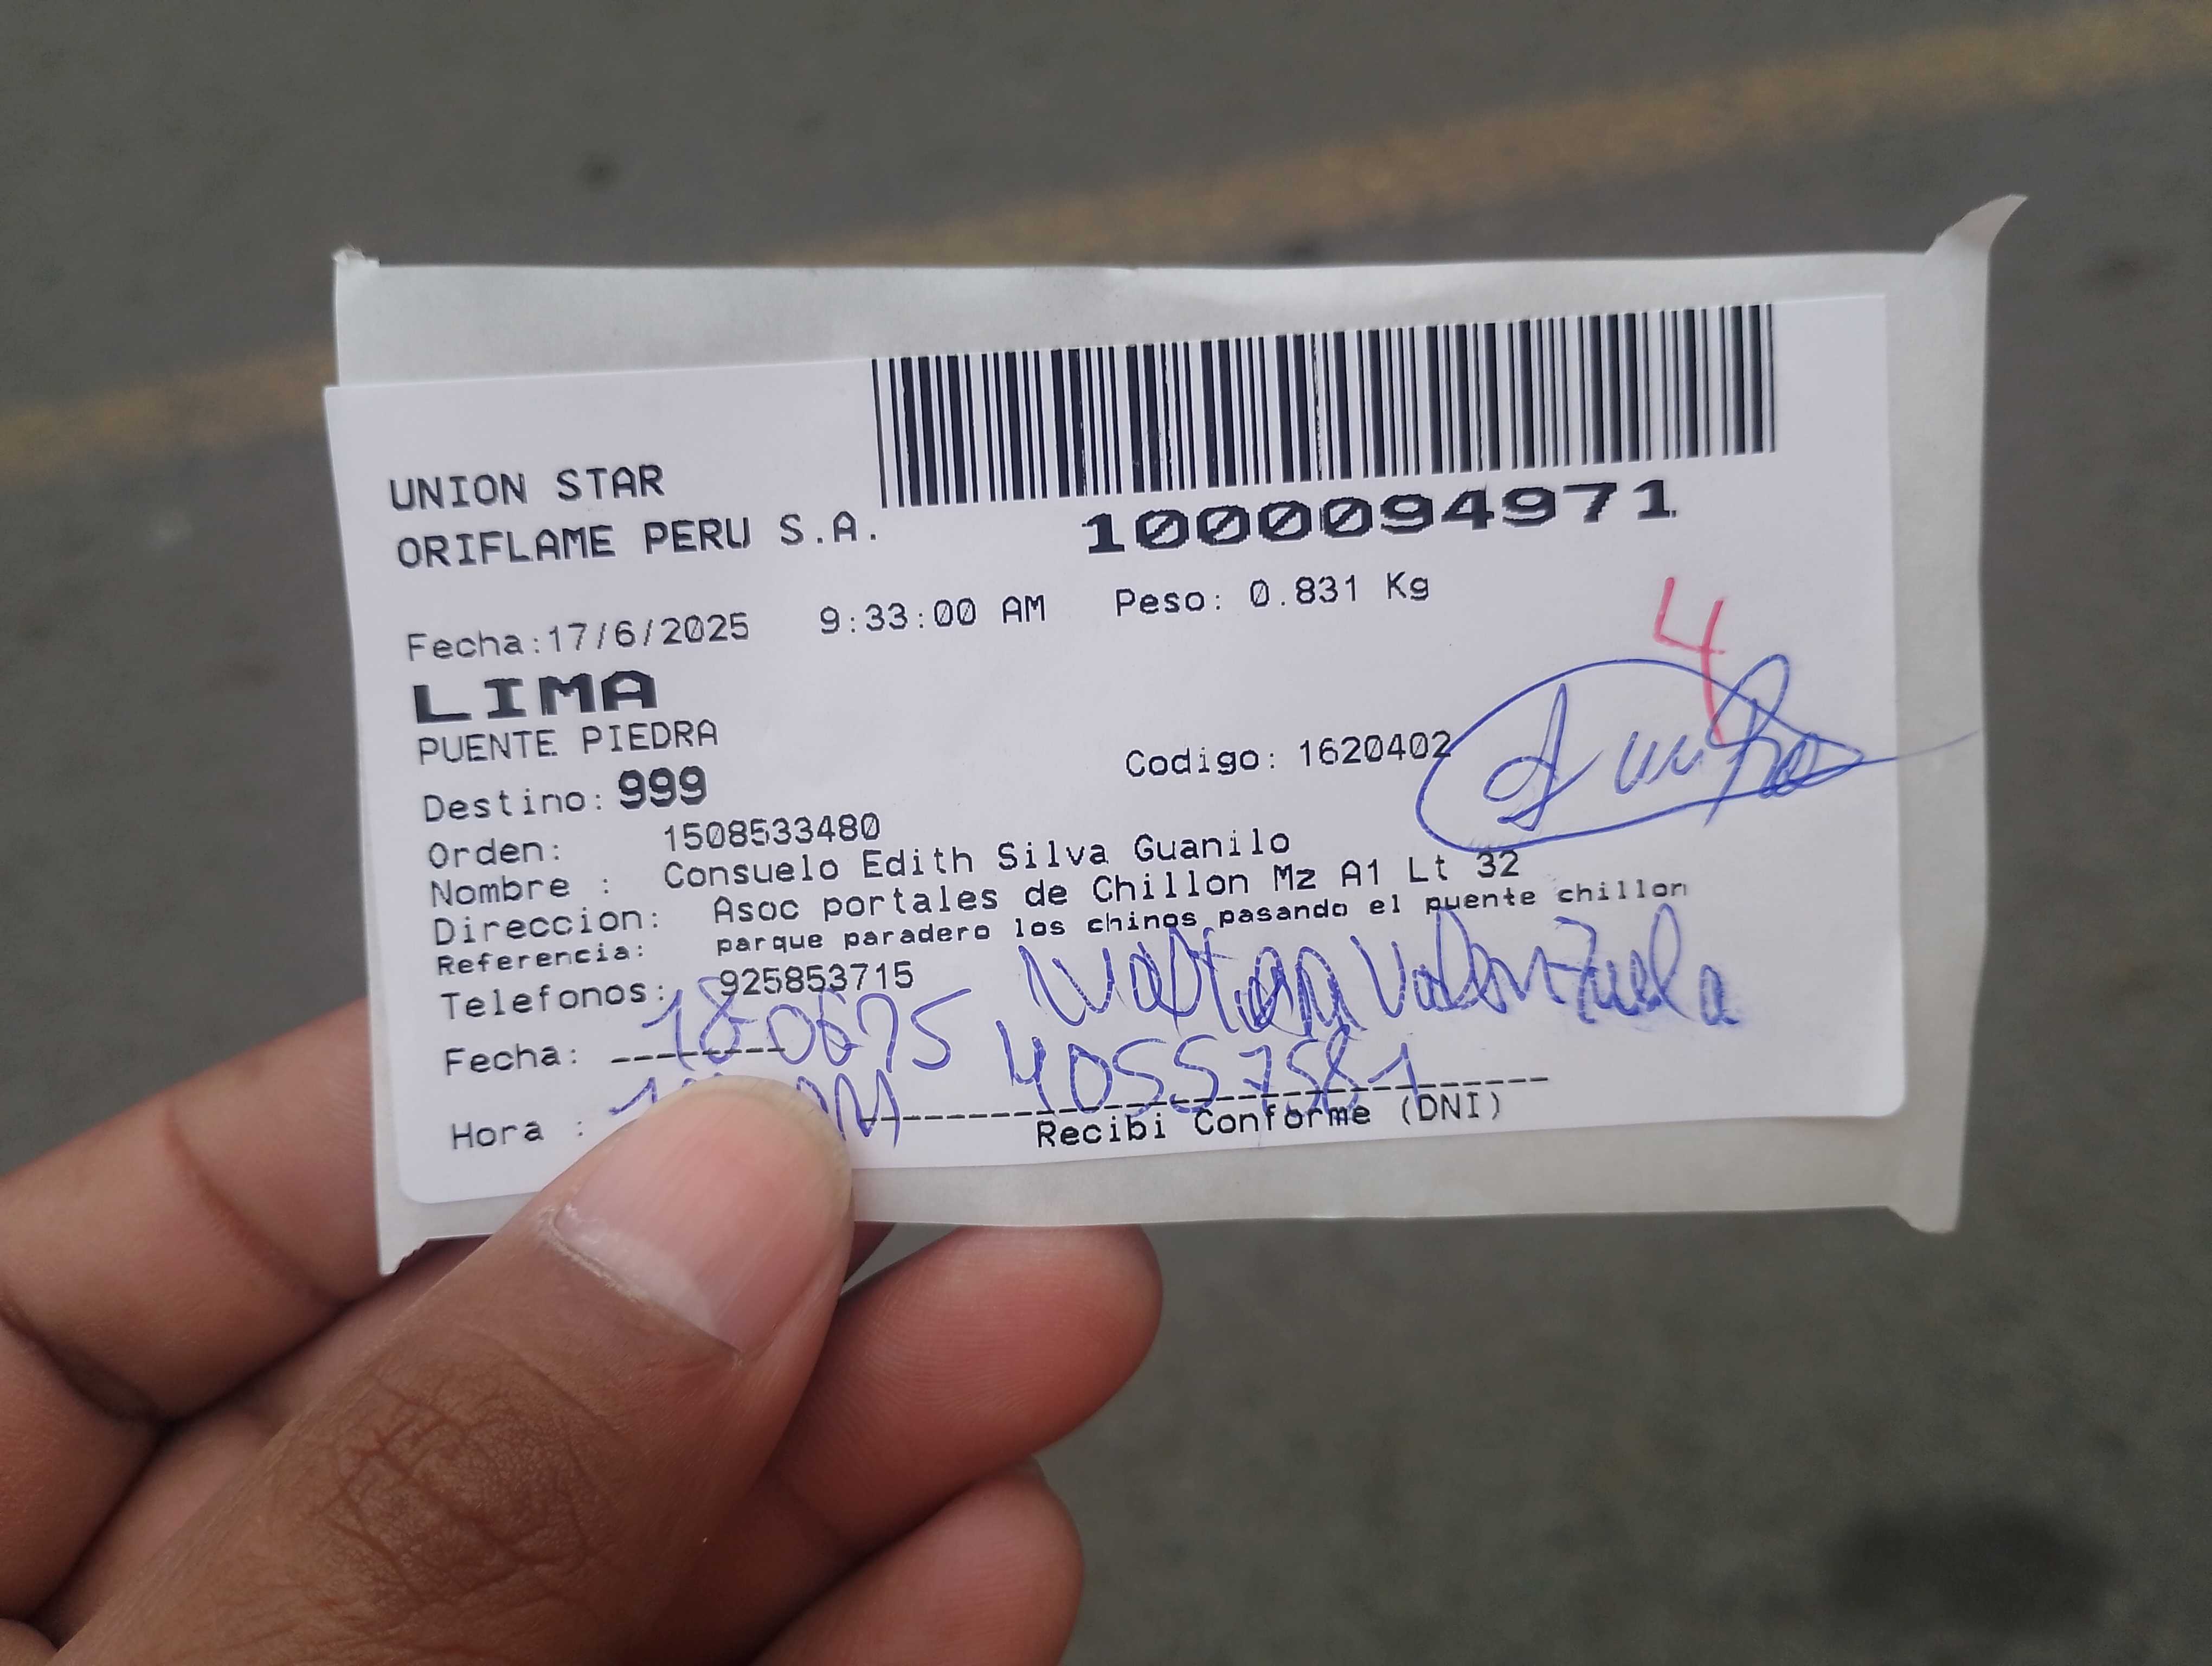 UNION STAR
ORIFLAME PERU S.A.
1000094971
Fecha:17/6/2025 9:33:00 AM Peso: 0.831 Kg
4
LIMA
PUENTE PIEDRA
Destino: 999 Codigo: 1620402
Orden: 1508533480
Nombre : Consuelo Edith Silva Guanilo
Direccion: Asoc portales de Chillon Mz A1 Lt 32
Referencia: parque paradero los chinos pasando el puente chillon
Telefonos: 925853715
Valenzuela
Fecha: 40557581
Hora :
Recibi Conforme (DNI)